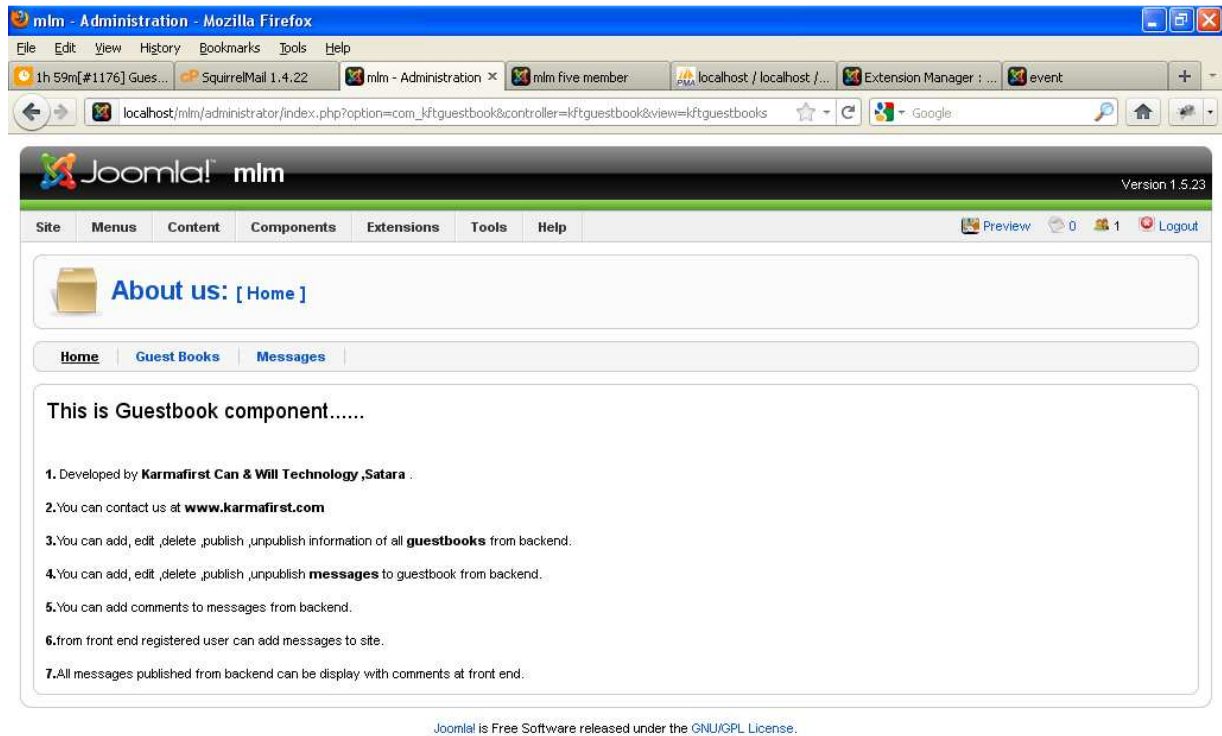 mlm - Administration - Mozilla Firefox
File Edit View History Bookmarks Tools Help
1h 59m[#1176] Gues... cP SquirrelMail 1.4.22 mlm - Administration × mlm five member PMA localhost / localhost /... Extension Manager : ... event +
localhost/mlm/administrator/index.php?option=com_kftguestbook&controller=kftguestbook&view=kftguestbooks Google
Joomla!™ mlm
Version 1.5.23
Site Menus Content Components Extensions Tools Help Preview 0 1 Logout
About us: [ Home ]
Home Guest Books Messages
This is Guestbook component......
1. Developed by Karmafirst Can & Will Technology ,Satara .
2.You can contact us at www.karmafirst.com
3.You can add, edit ,delete ,publish ,unpublish information of all guestbooks from backend.
4.You can add, edit ,delete ,publish ,unpublish messages to guestbook from backend.
5.You can add comments to messages from backend.
6.from front end registered user can add messages to site.
7.All messages published from backend can be display with comments at front end.
Joomla! is Free Software released under the GNU/GPL License.